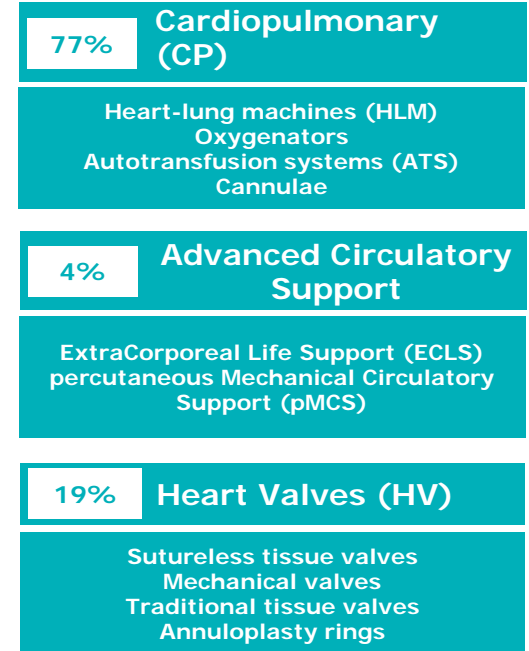 77%
Cardiopulmonary
(CP)
Heart-lung machines (HLM)
Oxygenators
Autotransfusion systems (ATS)
Cannulae
4%
Advanced Circulatory
Support
ExtraCorporeal Life Support (ECLS)
percutaneous Mechanical Circulatory
Support (pMCS)
19%
Heart Valves (HV)
Sutureless tissue valves
Mechanical valves
Traditional tissue valves
Annuloplasty rings